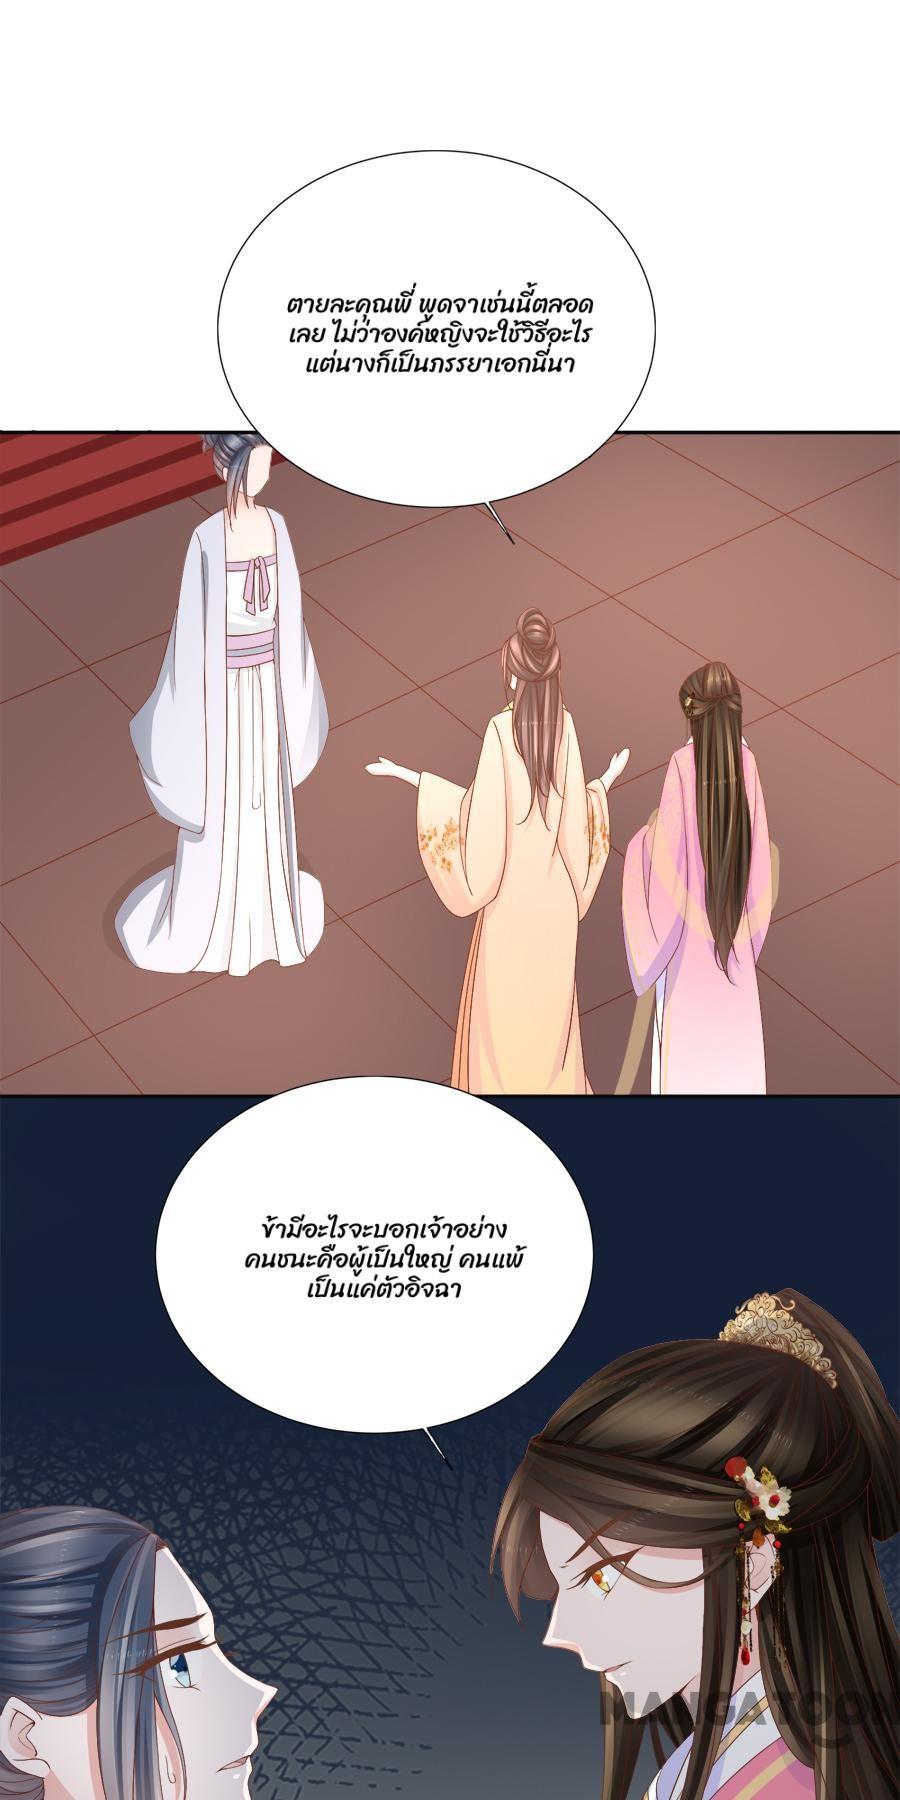 ตายละคุณพี่ พูดจาเช่นนี้ตลอด
เลย ไม่ว่าองค์หญิงจะใช้วิธีอะไร
แต่นางก็เป็นภรรยาเอกนี่นา
ข้ามีอะไรจะบอกเจ้าอย่าง
คนชนะคือผู้เป็นใหญ่ คนแพ้
เป็นแค่ตัวอิจฉา
MANGATOON